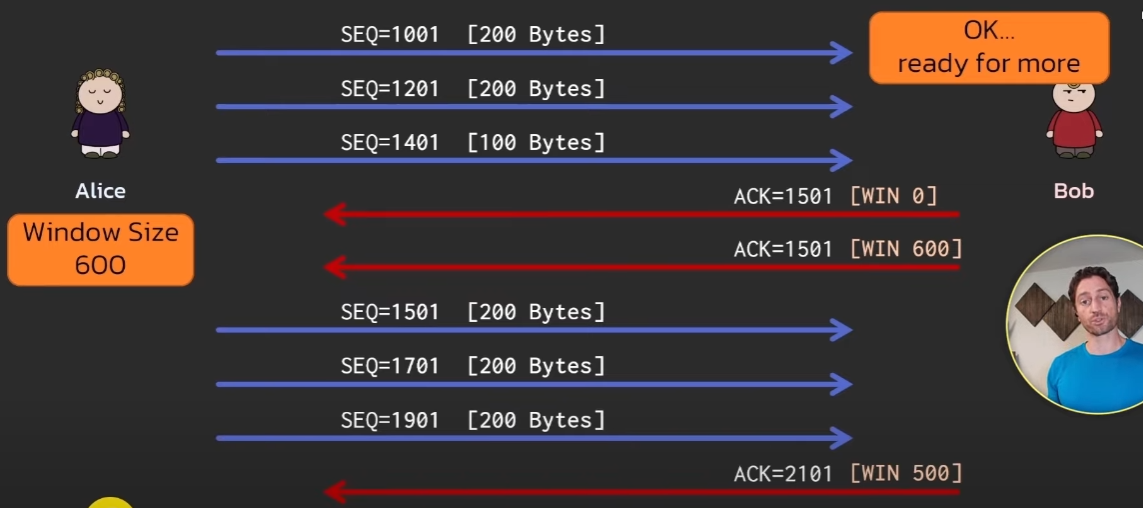 SEQ=1001 [200 Bytes]
OK...
ready for more
SEQ=1201 [200 Bytes]
SEQ=1401 [100 Bytes]
Alice
ACK=1501 [WIN 0]
Bob
Window Size
600
ACK=1501 [WIN 600]
SEQ=1501 [200 Bytes]
SEQ=1701 [200 Bytes]
SEQ=1901 [200 Bytes]
ACK=2101 [WIN 500]